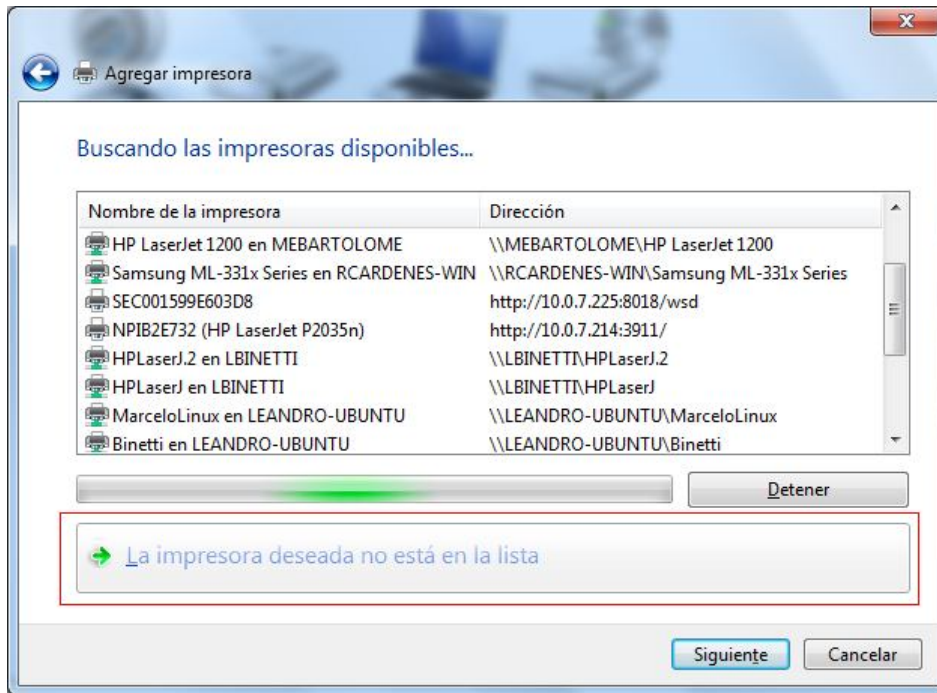 Agregar impresora
Buscando las impresoras disponibles...
Nombre de la impresora Dirección
HP LaserJet 1200 en MEBARTOLOME \\MEBARTOLOME\HP LaserJet 1200
Samsung ML-331x Series en RCARDENES-WIN \\RCARDENES-WIN\Samsung ML-331x Series
SEC001599E603D8 http://10.0.7.225:8018/wsd
NPIB2E732 (HP LaserJet P2035n) http://10.0.7.214:3911/
HPLaserJ.2 en LBINETTI \\LBINETTI\HPLaserJ.2
HPLaserJ en LBINETTI \\LBINETTI\HPLaserJ
MarceloLinux en LEANDRO-UBUNTU \\LEANDRO-UBUNTU\MarceloLinux
Binetti en LEANDRO-UBUNTU \\LEANDRO-UBUNTU\Binetti
Detener
La impresora deseada no está en la lista
Siguiente Cancelar